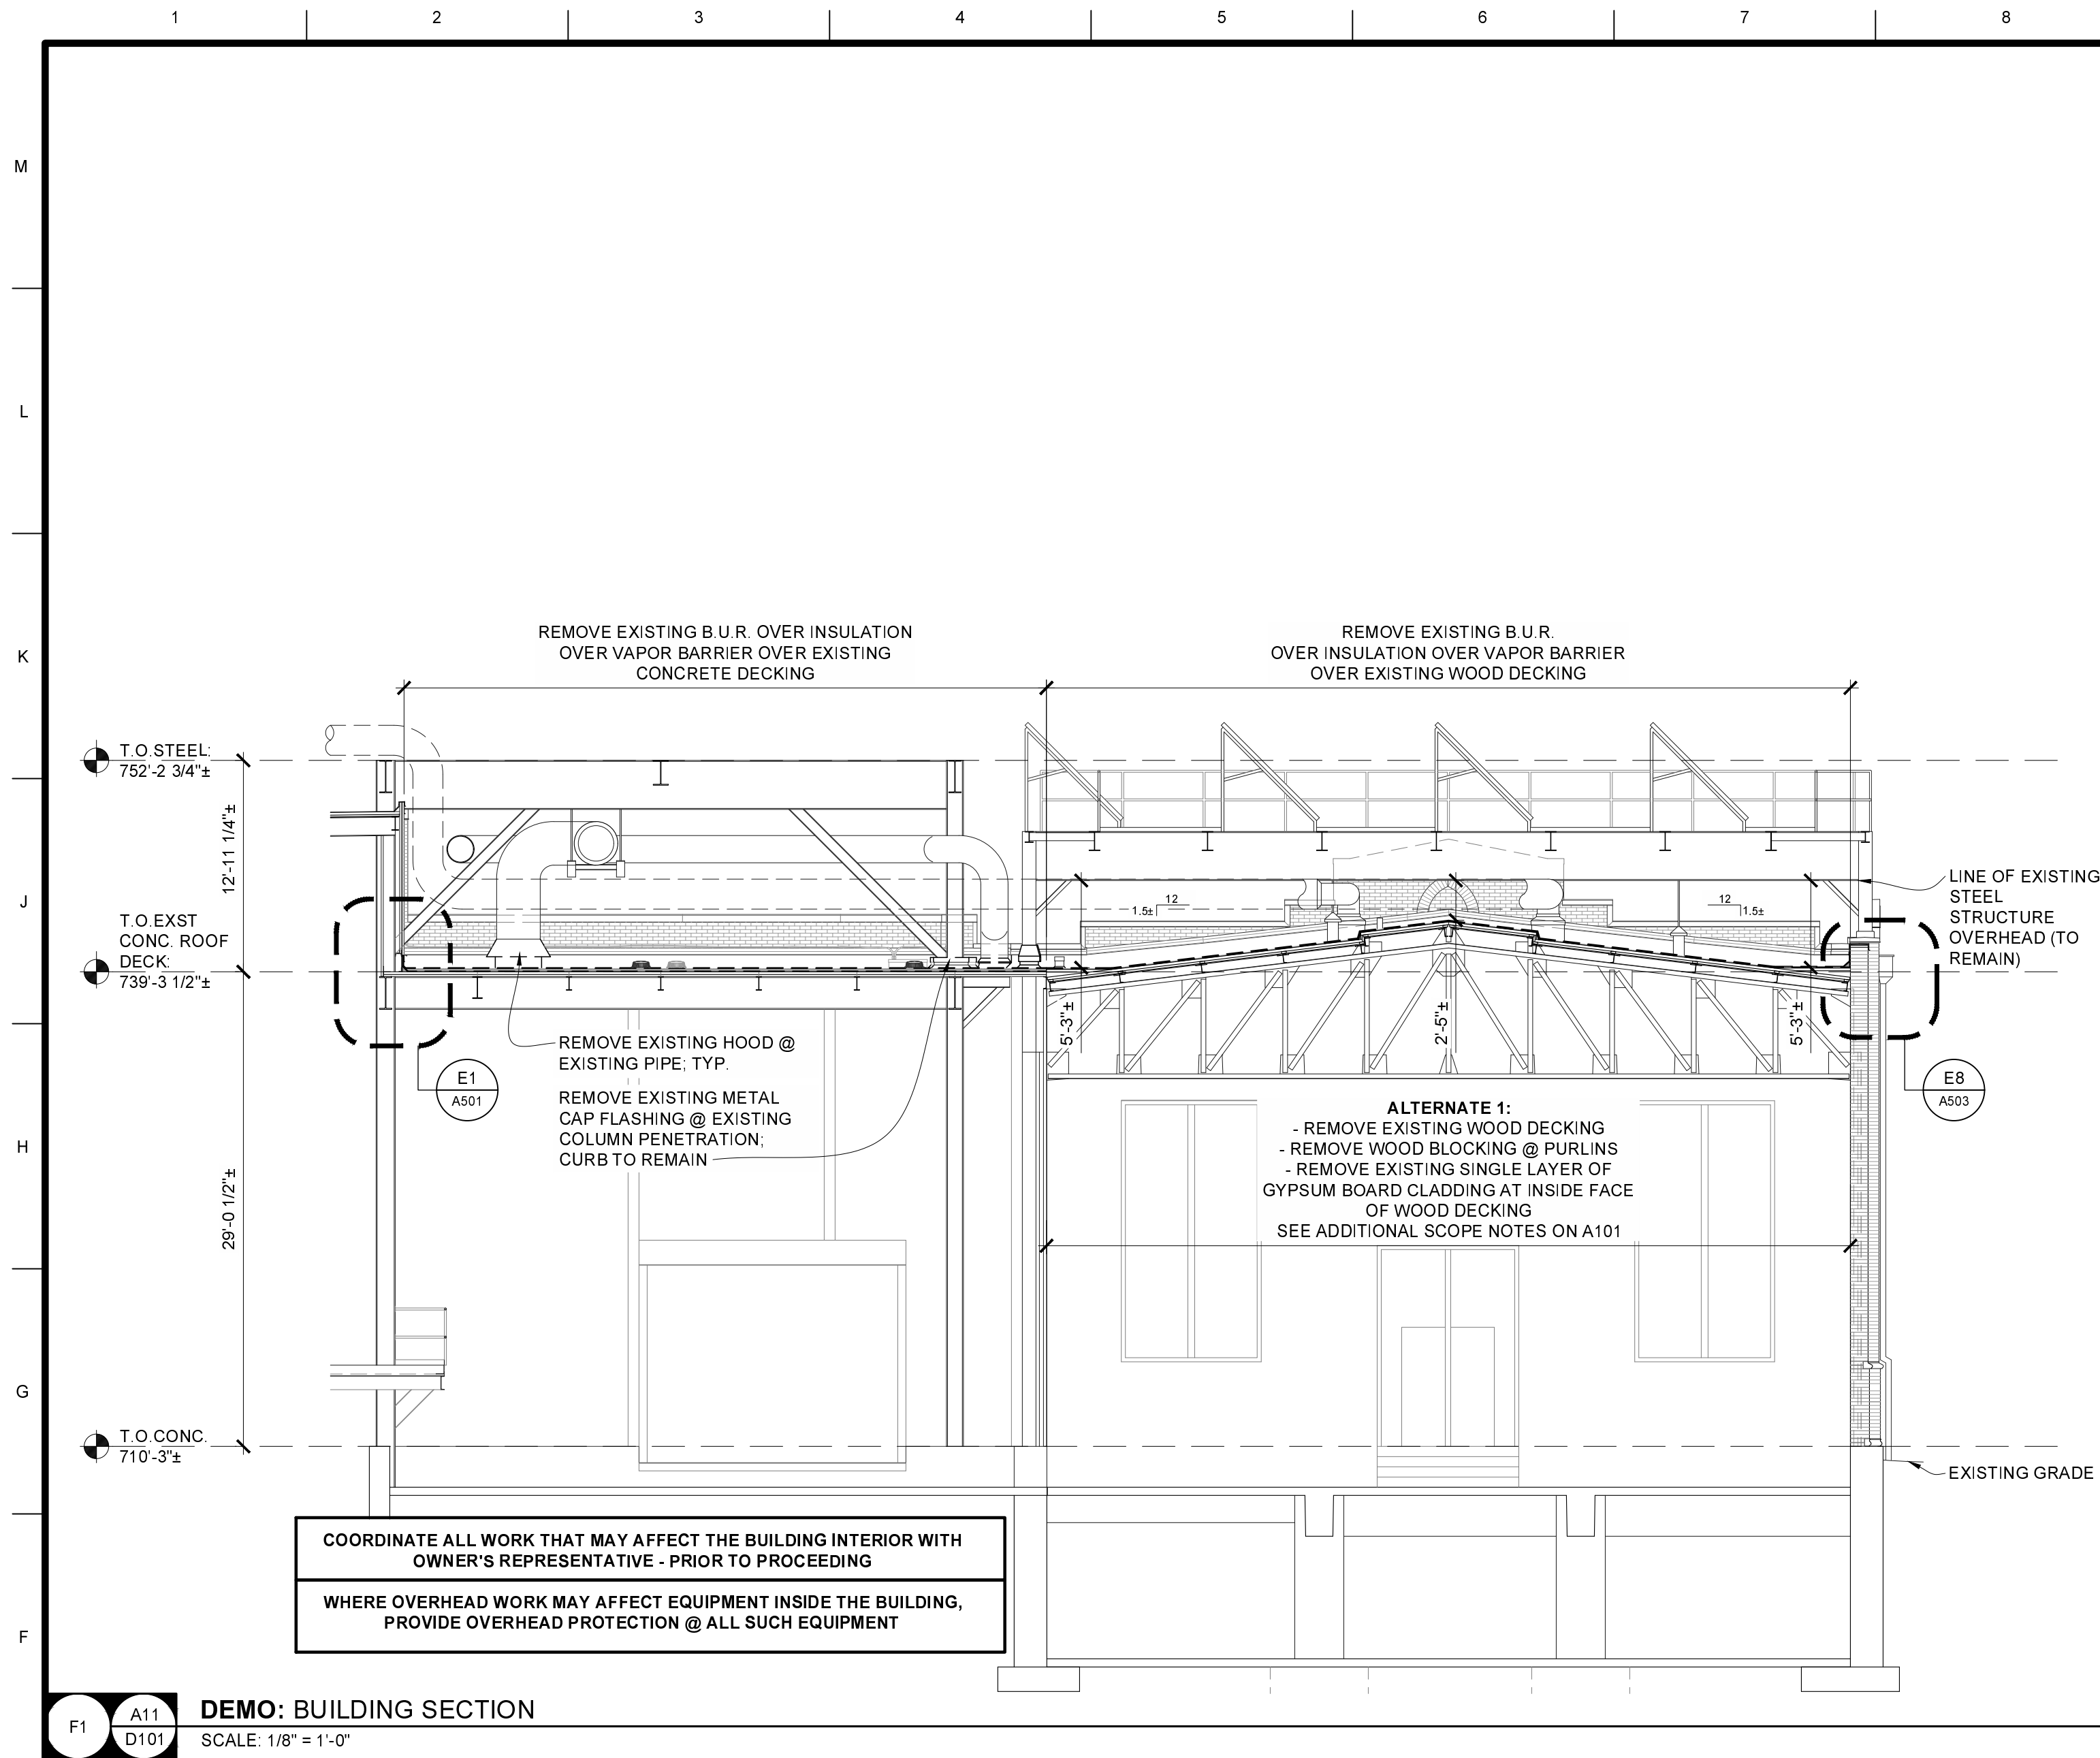 1 2 3 4 5 6 7 8
M
L
K
J
H
G
F
REMOVE EXISTING B.U.R. OVER INSULATION
OVER VAPOR BARRIER OVER EXISTING
CONCRETE DECKING
REMOVE EXISTING B.U.R.
OVER INSULATION OVER VAPOR BARRIER
OVER EXISTING WOOD DECKING
T.O.STEEL:
752'-2 3/4"±
12'-11 1/4"±
T.O.EXST
CONC. ROOF
DECK:
739'-3 1/2"±
29'-0 1/2"±
T.O.CONC.
710'-3"±
12
1.5±
12
1.5±
LINE OF EXISTING
STEEL
STRUCTURE
OVERHEAD (TO
REMAIN)
5'-3"±
2'-5"±
5'-3"±
REMOVE EXISTING HOOD @
EXISTING PIPE; TYP.
REMOVE EXISTING METAL
CAP FLASHING @ EXISTING
COLUMN PENETRATION;
CURB TO REMAIN
E1
A501
E8
A503
ALTERNATE 1:
- REMOVE EXISTING WOOD DECKING
- REMOVE WOOD BLOCKING @ PURLINS
- REMOVE EXISTING SINGLE LAYER OF
GYPSUM BOARD CLADDING AT INSIDE FACE
OF WOOD DECKING
SEE ADDITIONAL SCOPE NOTES ON A101
EXISTING GRADE
COORDINATE ALL WORK THAT MAY AFFECT THE BUILDING INTERIOR WITH
OWNER'S REPRESENTATIVE - PRIOR TO PROCEEDING
WHERE OVERHEAD WORK MAY AFFECT EQUIPMENT INSIDE THE BUILDING,
PROVIDE OVERHEAD PROTECTION @ ALL SUCH EQUIPMENT
F1
A11
D101
DEMO: BUILDING SECTION
SCALE: 1/8" = 1'-0"